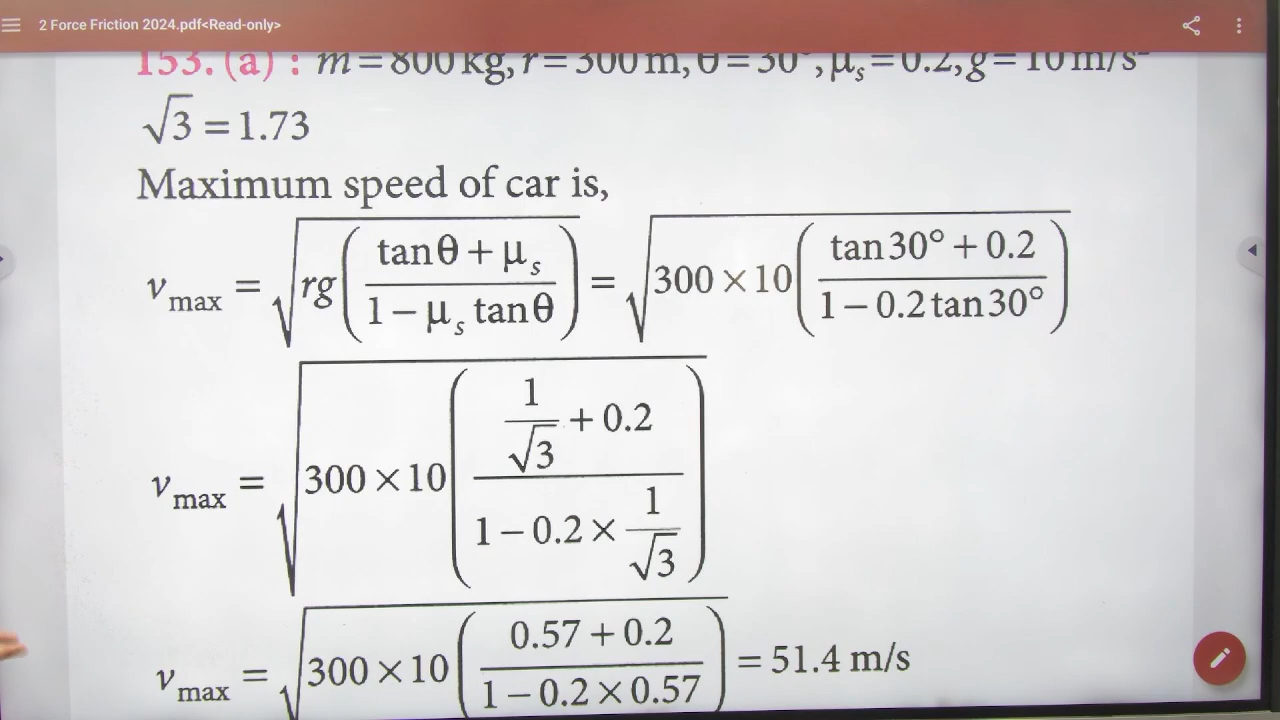 2 Force Friction 2024.pdf<Read-only>
153. (a) : m = 800 kg, r = 300 m, θ = 30°, μₛ = 0.2, g = 10 m/s²
√3 = 1.73
Maximum speed of car is,
v_max = √(rg((tanθ + μₛ)/(1 − μₛ tanθ))) = √(300 × 10((tan30° + 0.2)/(1 − 0.2 tan30°)))
v_max = √(300 × 10((1/√3 + 0.2)/(1 − 0.2 × 1/√3)))
v_max = √(300 × 10((0.57 + 0.2)/(1 − 0.2 × 0.57))) = 51.4 m/s